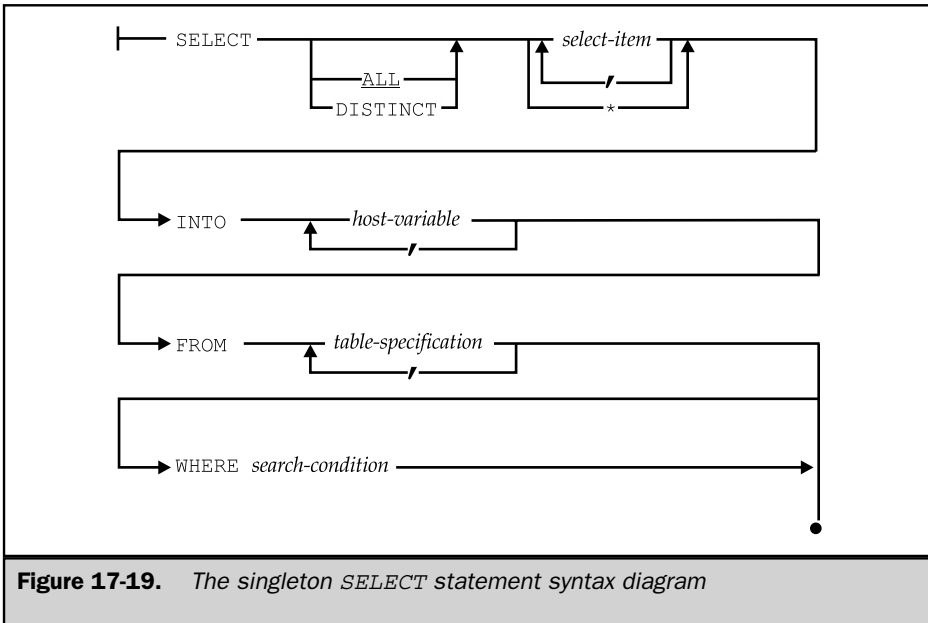 SELECT select-item
,
ALL
DISTINCT *
INTO host-variable
,
FROM table-specification
,
WHERE search-condition
Figure 17-19. The singleton SELECT statement syntax diagram